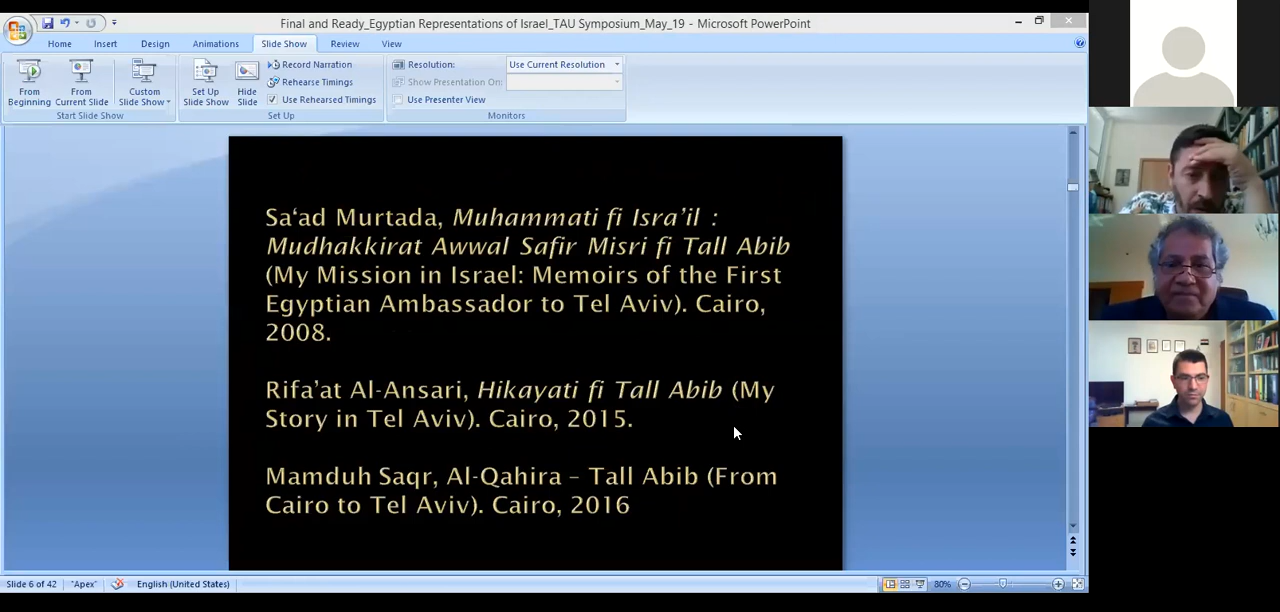 Final and Ready_Egyptian Representations of Israel_TAU Symposium_May_19 - Microsoft PowerPoint
Home Insert Design Animations Slide Show Review View
From Beginning
From Current Slide
Custom Slide Show
Start Slide Show
Set Up Slide Show
Hide Slide
Record Narration
Rehearse Timings
Use Rehearsed Timings
Set Up
Resolution: Use Current Resolution
Show Presentation On:
Use Presenter View
Monitors
Sa‘ad Murtada, Muhammati fi Isra’il :
Mudhakkirat Awwal Safir Misri fi Tall Abib
(My Mission in Israel: Memoirs of the First
Egyptian Ambassador to Tel Aviv). Cairo,
2008.
Rifa’at Al-Ansari, Hikayati fi Tall Abib (My
Story in Tel Aviv). Cairo, 2015.
Mamduh Saqr, Al-Qahira – Tall Abib (From
Cairo to Tel Aviv). Cairo, 2016
Slide 6 of 42 "Apex" English (United States) 80%